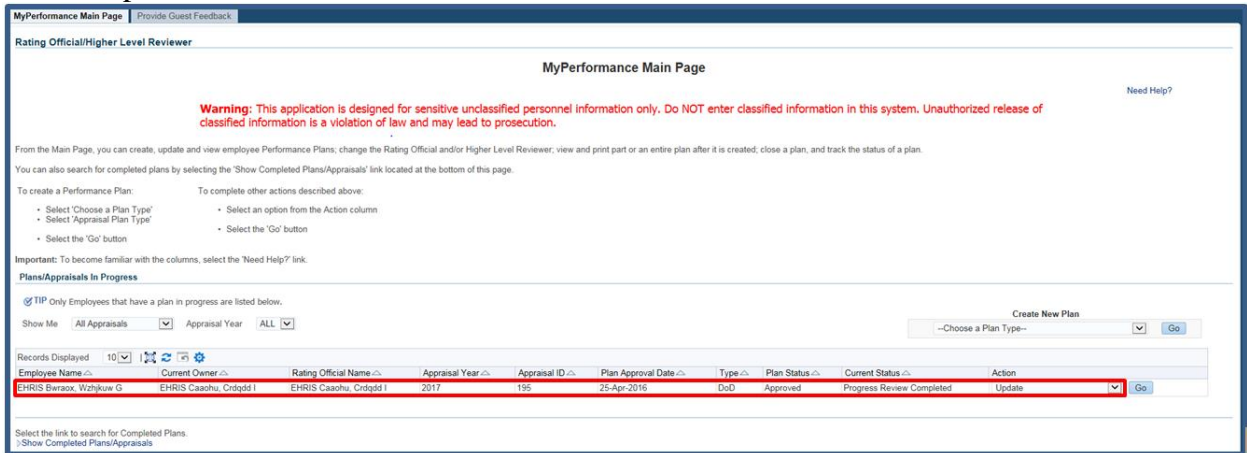 MyPerformance Main Page Provide Guest Feedback
Rating Official/Higher Level Reviewer
MyPerformance Main Page
Need Help?
Warning: This application is designed for sensitive unclassified personnel information only. Do NOT enter classified information in this system. Unauthorized release of
classified information is a violation of law and may lead to prosecution.
From the Main Page, you can create, update and view employee Performance Plans; change the Rating Official and/or Higher Level Reviewer; view and print part or an entire plan after it is created; close a plan, and track the status of a plan.
You can also search for completed plans by selecting the 'Show Completed Plans/Appraisals' link located at the bottom of this page.
To create a Performance Plan: To complete other actions described above:
• Select 'Choose a Plan Type' • Select an option from the Action column
• Select 'Appraisal Plan Type'
• Select the 'Go' button
• Select the 'Go' button
Important: To become familiar with the columns, select the 'Need Help?' link.
Plans/Appraisals In Progress
TIP Only Employees that have a plan in progress are listed below.
Create New Plan
Show Me All Appraisals Appraisal Year ALL --Choose a Plan Type-- Go
Records Displayed 10
Employee Name Current Owner Rating Official Name Appraisal Year Appraisal ID Plan Approval Date Type Plan Status Current Status Action
EHRIS Bwraox, Wzhjkuw G EHRIS Caaohu, Crdqdd I EHRIS Caaohu, Crdqdd I 2017 195 25-Apr-2016 DoD Approved Progress Review Completed Update Go
Select the link to search for Completed Plans.
Show Completed Plans/Appraisals